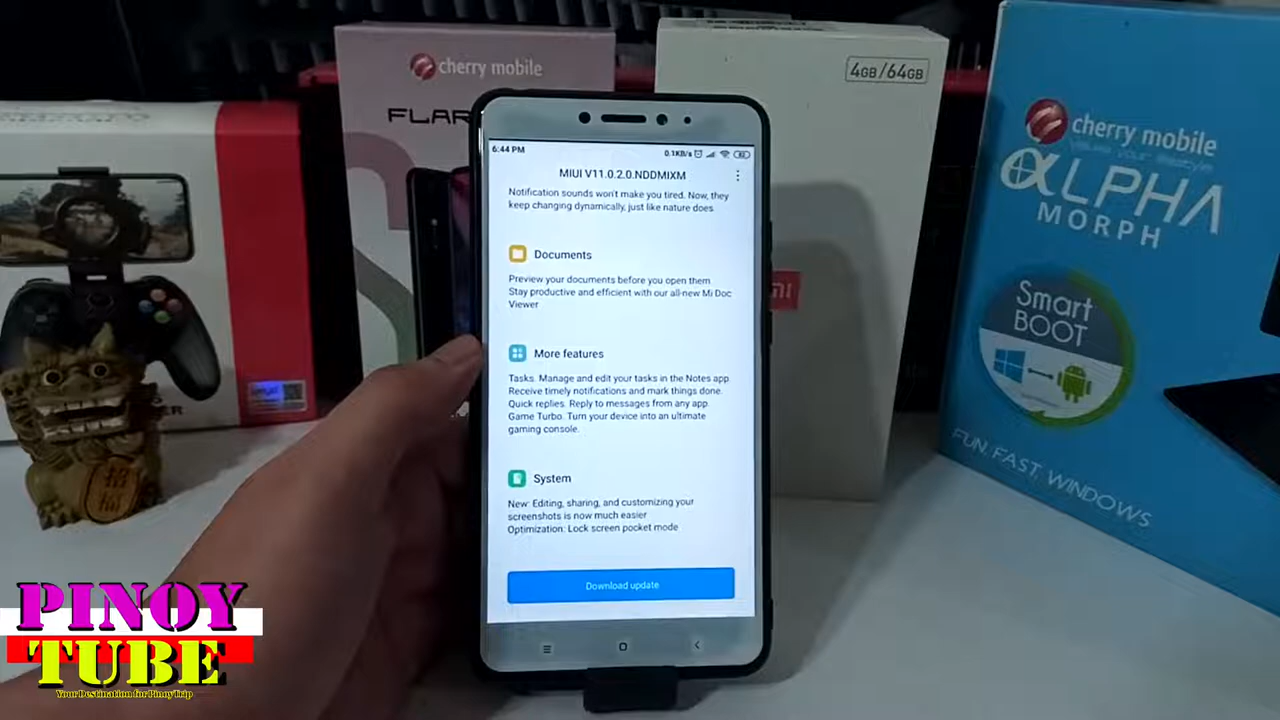 cherry mobile
FLAR
4GB/64GB
cherry mobile
ALPHA
MORPH
Smart
BOOT
FUN, FAST, WINDOWS
6:44 PM
0.1KB/s
MIUI V11.0.2.0.NDDMIXM
Notification sounds won't make you tired. Now, they
keep changing dynamically, just like nature does.
Documents
Preview your documents before you open them.
Stay productive and efficient with our all-new Mi Doc
Viewer
More features
Tasks. Manage and edit your tasks in the Notes app.
Receive timely notifications and mark things done.
Quick replies. Reply to messages from any app.
Game Turbo. Turn your device into an ultimate
gaming console.
System
New: Editing, sharing, and customizing your
screenshots is now much easier
Optimization: Lock screen pocket mode
Download update
PINOY
TUBE
Your Destination for PinoyTrip